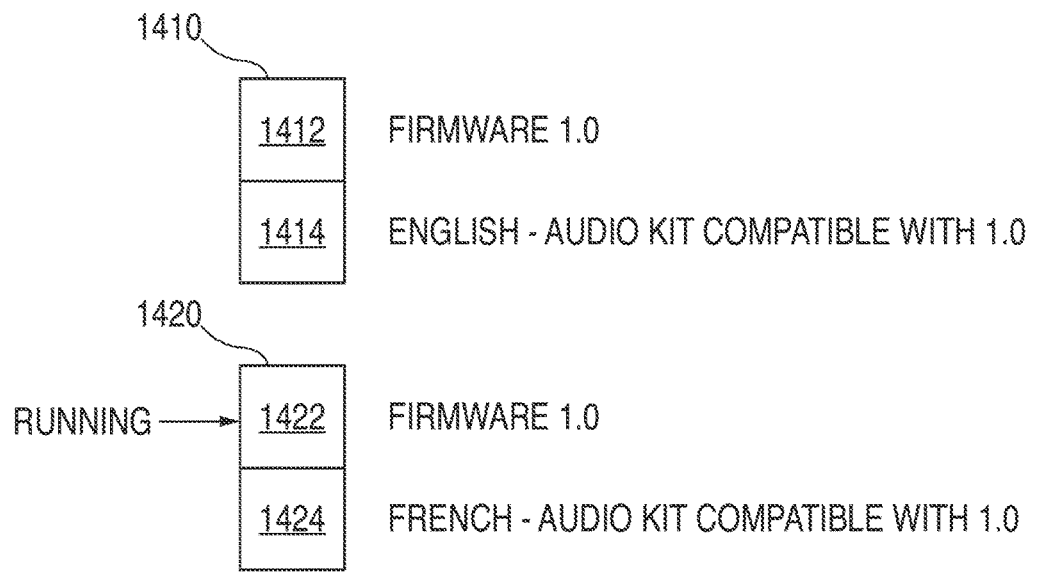 1410
1412 FIRMWARE 1.0
1414 ENGLISH - AUDIO KIT COMPATIBLE WITH 1.0
1420
RUNNING 1422 FIRMWARE 1.0
1424 FRENCH - AUDIO KIT COMPATIBLE WITH 1.0